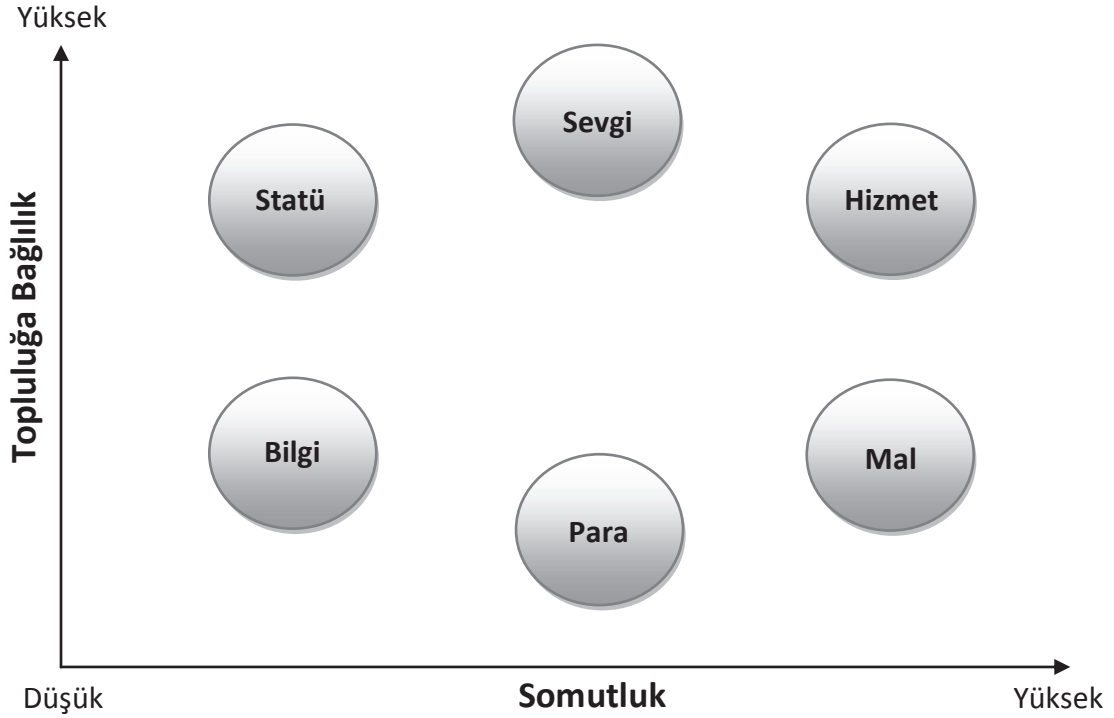 Yüksek
Sevgi
Statü
Hizmet
Topluluğa Bağlılık
Bilgi
Mal
Para
Düşük
Somutluk
Yüksek